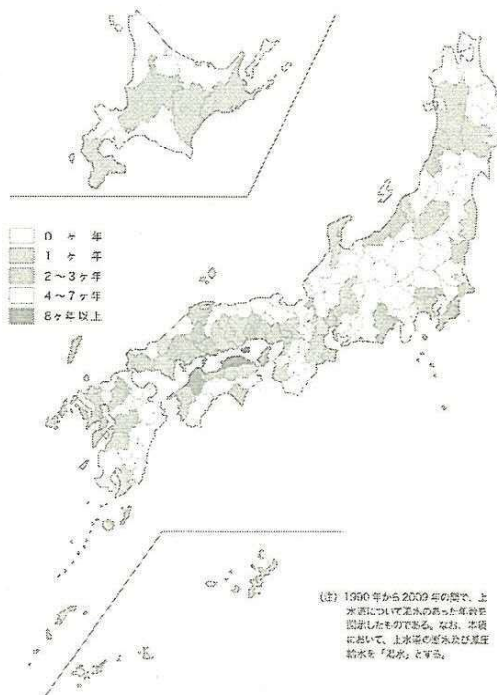 0 ヶ 年
1 ヶ 年
2～3ヶ年
4～7ヶ年
8ヶ年以上
(注) 1990年から2009年の間で、上
水道について減水のあった年数を
図示したものである。なお、本図
において、上水道の断水及び減圧
給水を「渇水」とする。